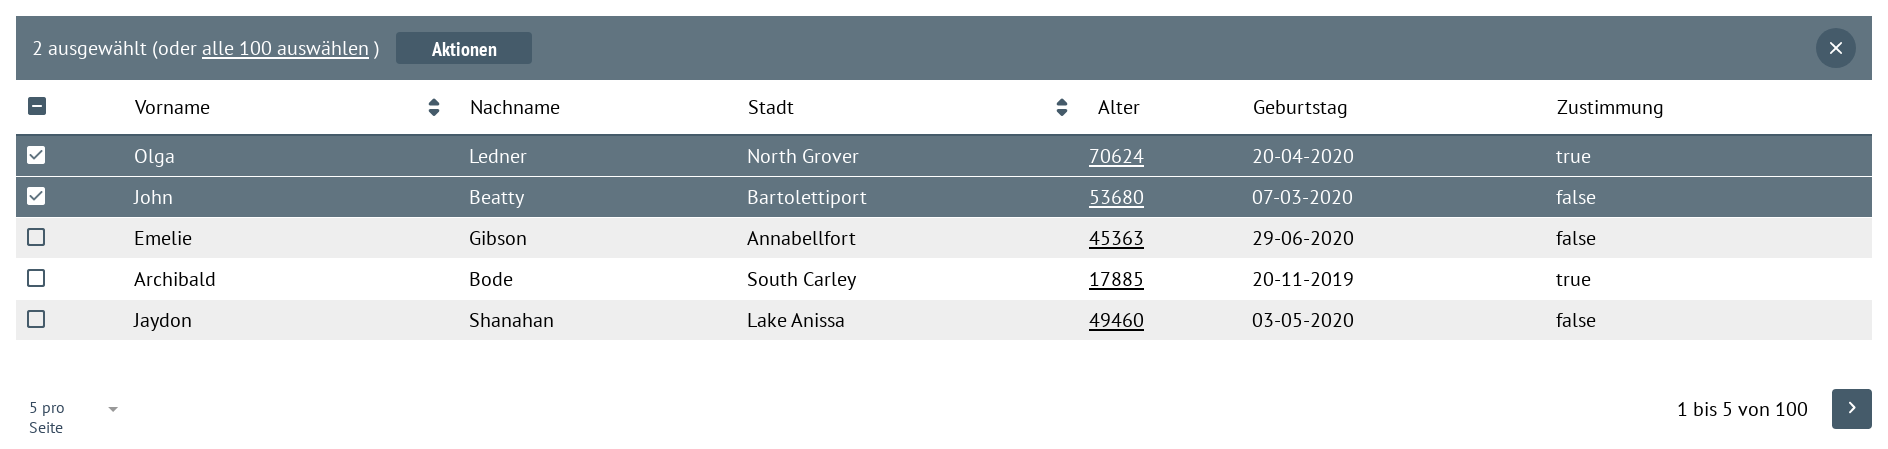 2 ausgewählt (oder alle 100 auswählen ) Aktionen
Vorname Nachname Stadt Alter Geburtstag Zustimmung
Olga Ledner North Grover 70624 20-04-2020 true
John Beatty Bartolettiport 53680 07-03-2020 false
Emelie Gibson Annabellfort 45363 29-06-2020 false
Archibald Bode South Carley 17885 20-11-2019 true
Jaydon Shanahan Lake Anissa 49460 03-05-2020 false
5 pro
Seite
1 bis 5 von 100